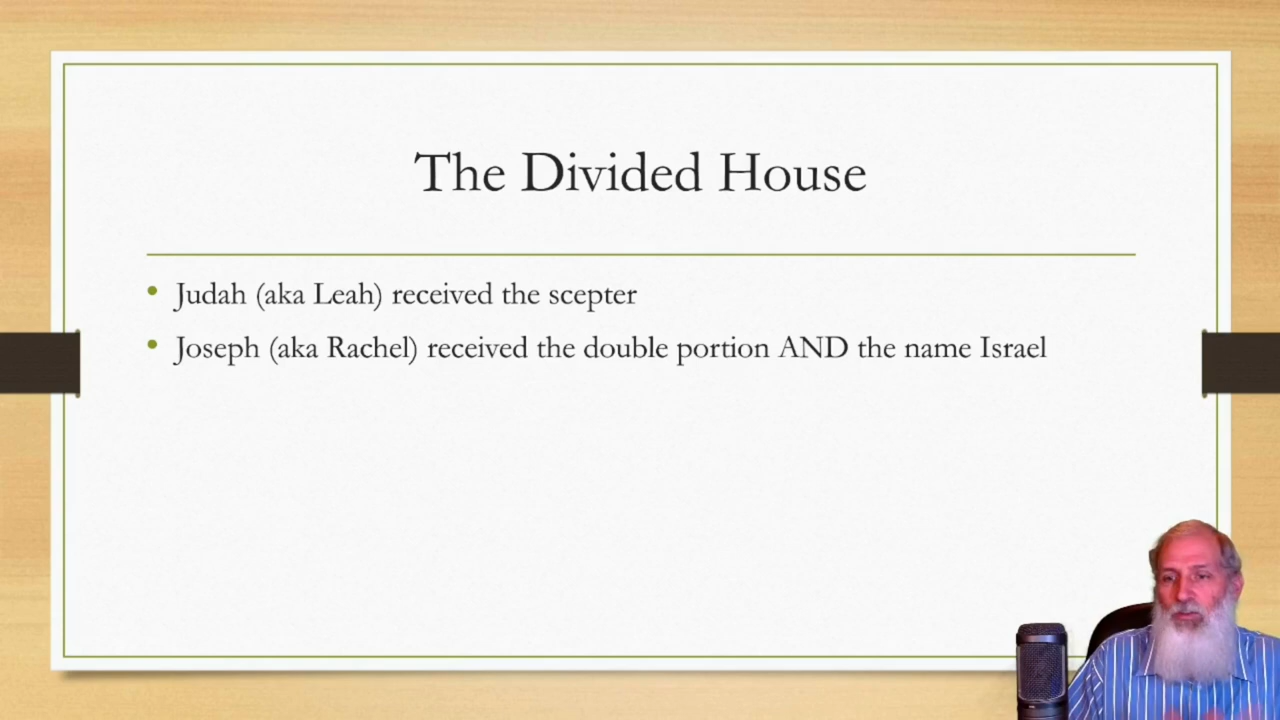 The Divided House
• Judah (aka Leah) received the scepter
• Joseph (aka Rachel) received the double portion AND the name Israel